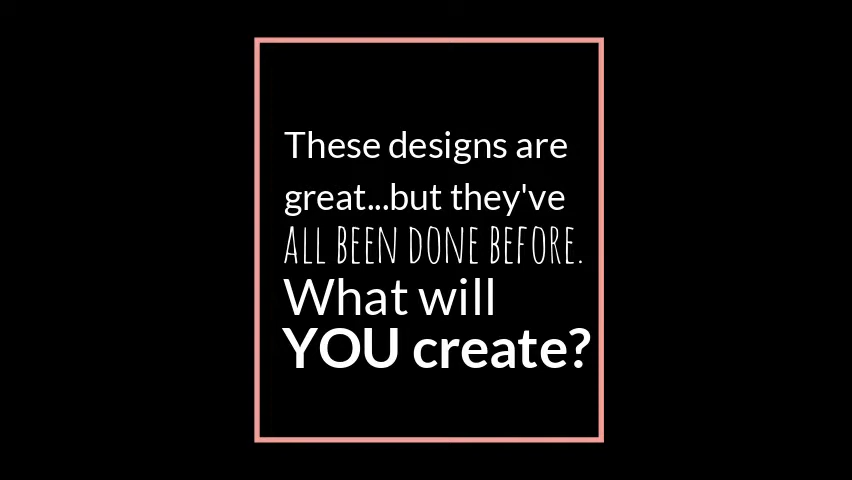 These designs are
great...but they've
ALL BEEN DONE BEFORE.
What will
YOU create?